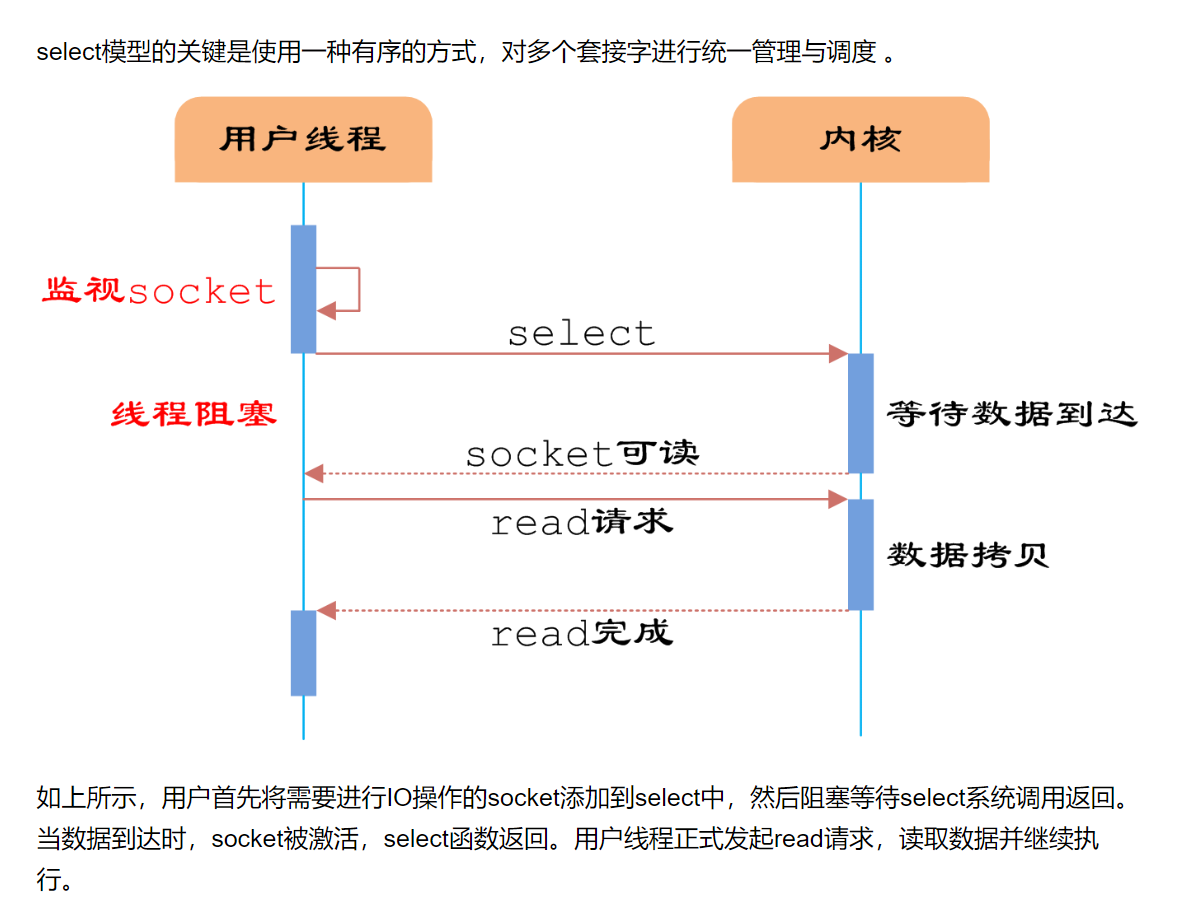 select模型的关键是使用一种有序的方式，对多个套接字进行统一管理与调度 。
用户线程
内核
监视socket
select
线程阻塞
等待数据到达
socket可读
read请求
数据拷贝
read完成
如上所示，用户首先将需要进行IO操作的socket添加到select中，然后阻塞等待select系统调用返回。
当数据到达时，socket被激活，select函数返回。用户线程正式发起read请求，读取数据并继续执
行。